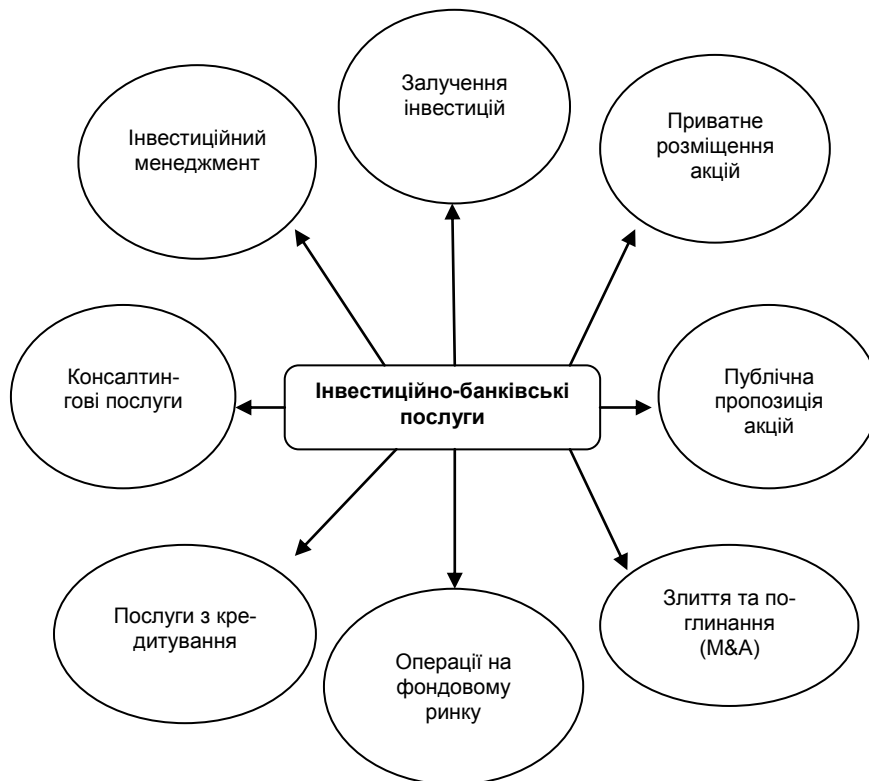 Залучення
інвестицій
Приватне
розміщення
акцій
Інвестиційний
менеджмент
Консалтин-
гові послуги
Інвестиційно-банківські
послуги
Публічна
пропозиція
акцій
Послуги з кре-
дитування
Операції на
фондовому
ринку
Злиття та по-
глинання
(M&A)